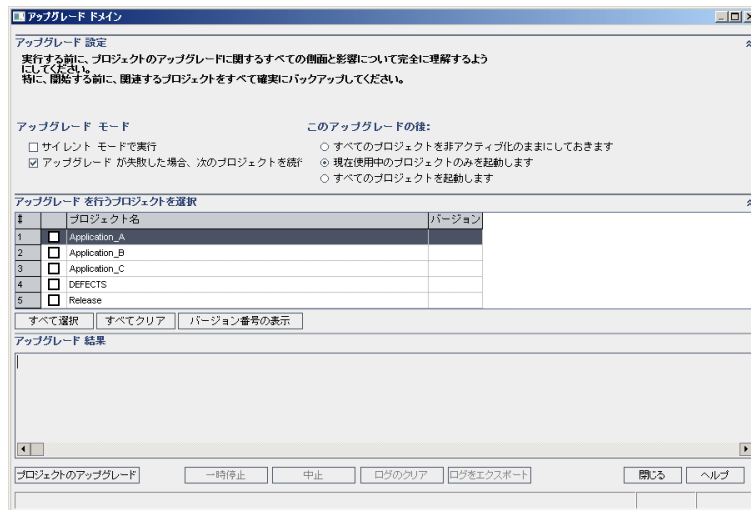 アップグレード ドメイン
アップグレード 設定
実行する前に、プロジェクトのアップグレードに関するすべての側面と影響について完全に理解するよう
にしてください。
特に、開始する前に、関連するプロジェクトをすべて確実にバックアップしてください。
アップグレード モード
このアップグレードの後:
サイレント モードで実行
すべてのプロジェクトを非アクティブ化のままにしておきます
アップグレード が失敗した場合、次のプロジェクトを続行
現在使用中のプロジェクトのみを起動します
すべてのプロジェクトを起動します
アップグレード を行うプロジェクトを選択
# プロジェクト名 バージョン
1 Application_A
2 Application_B
3 Application_C
4 DEFECTS
5 Release
すべて選択 すべてクリア バージョン番号の表示
アップグレード 結果
プロジェクトのアップグレード 一時停止 中止 ログのクリア ログをエクスポート 閉じる ヘルプ